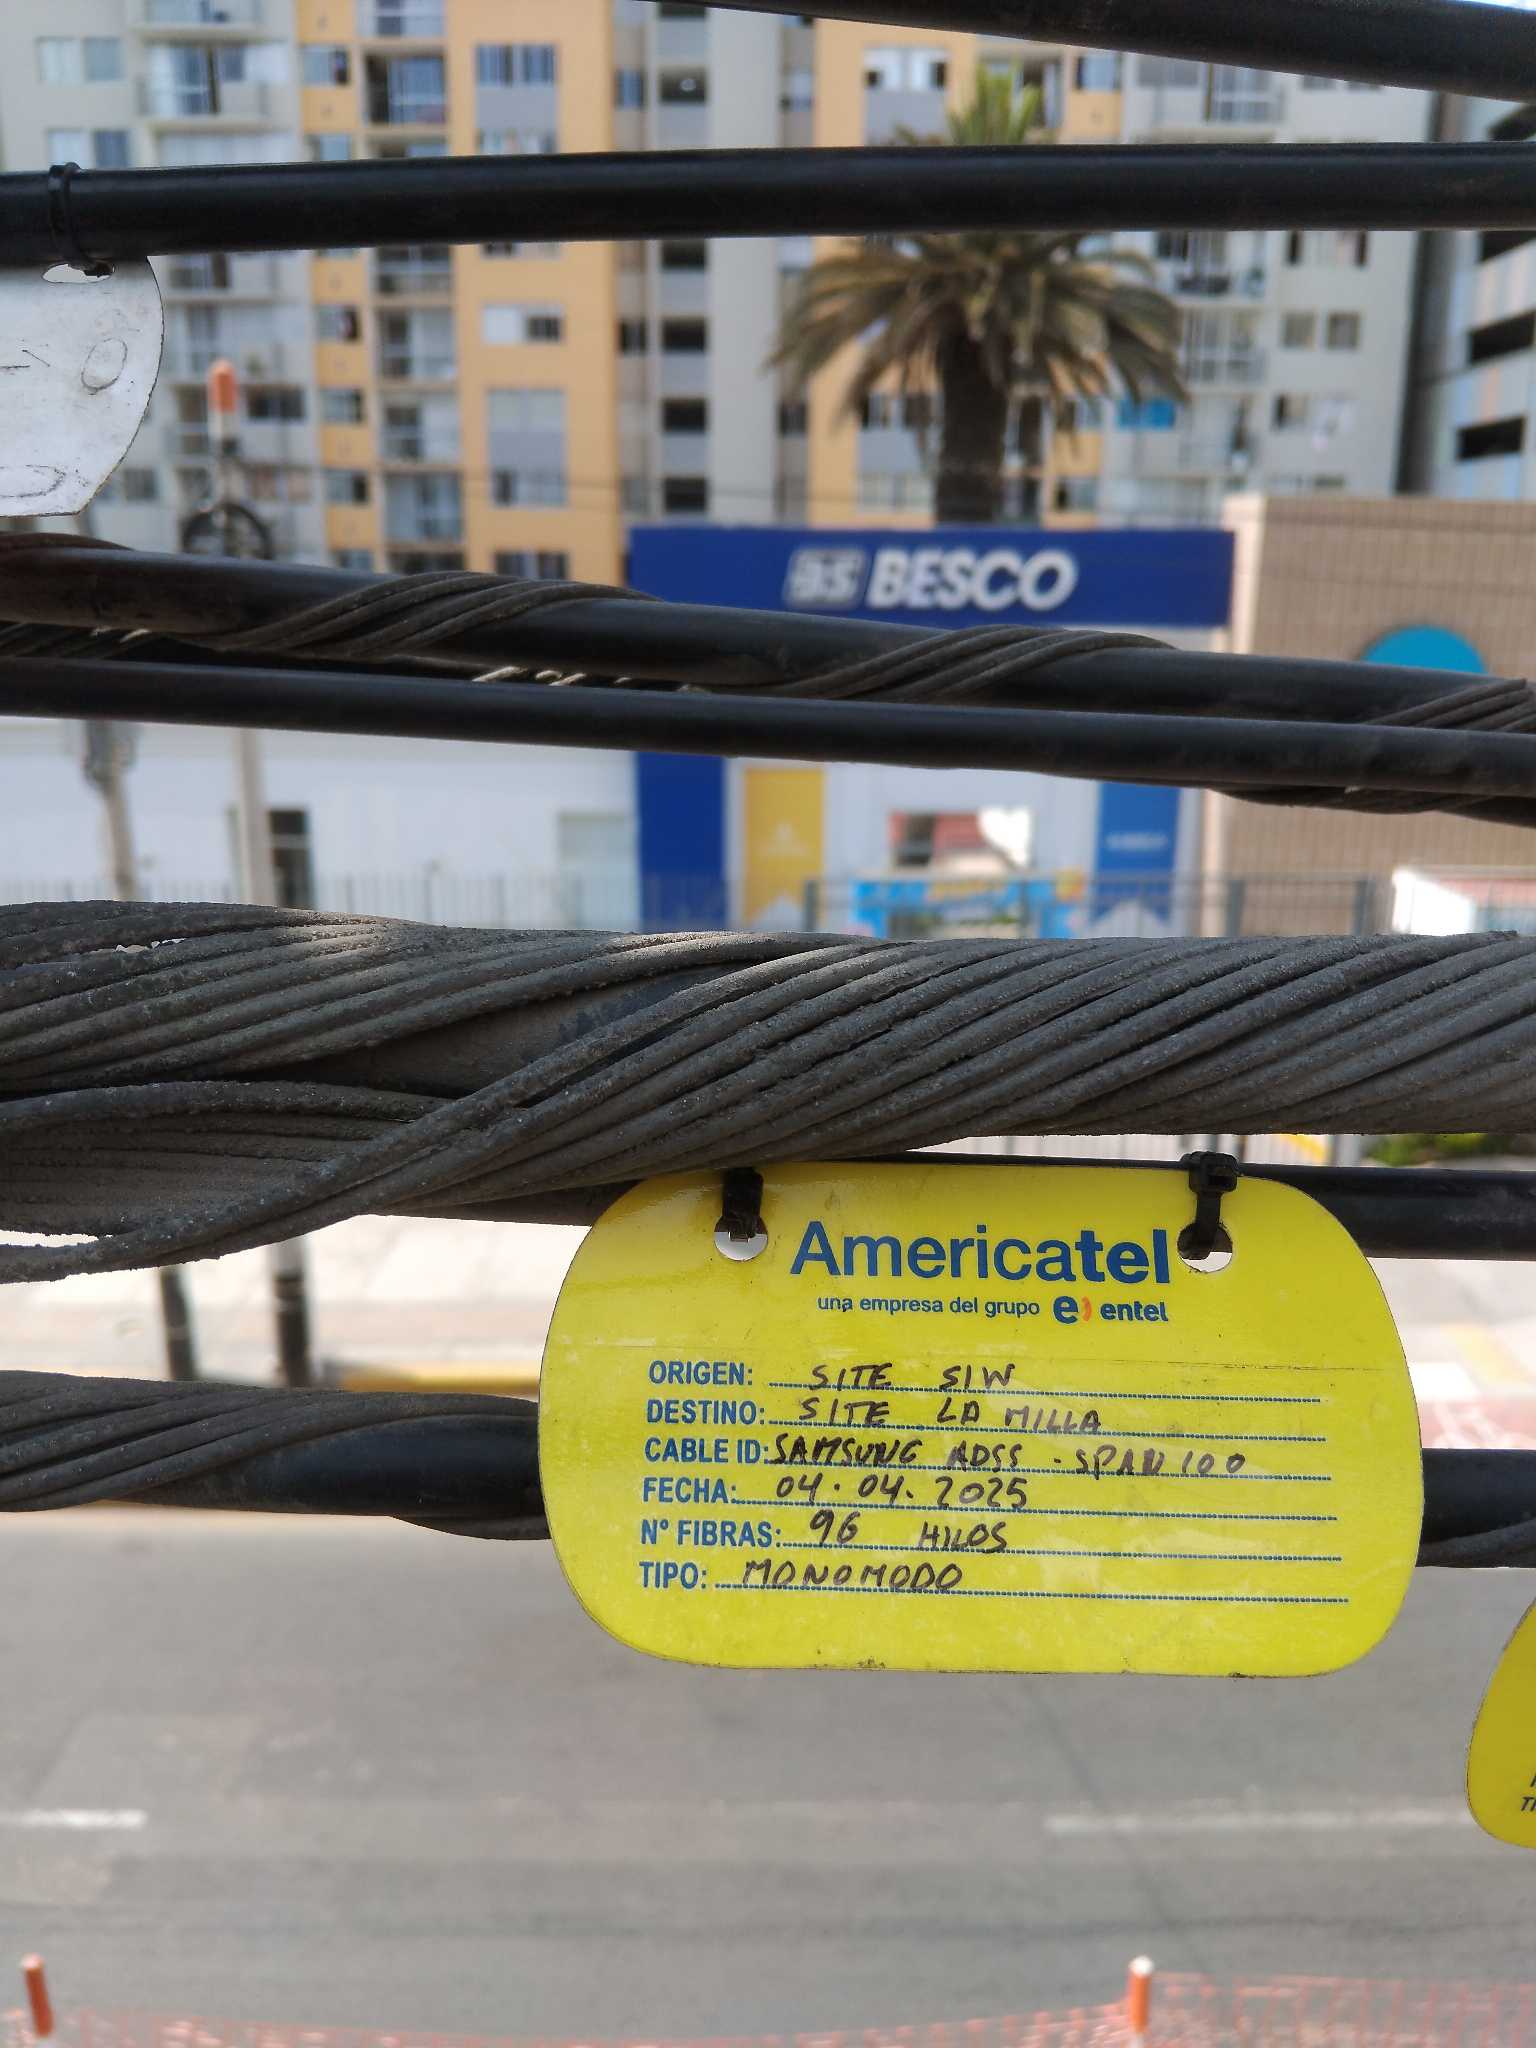 BESCO
Americatel
una empresa del grupo e) entel
ORIGEN: SITE SIW
DESTINO: SITE LA MILLA
CABLE ID: SAMSUNG ADSS - SPAN 100
FECHA: 04.04.2025
N° FIBRAS: 96 HILOS
TIPO: MONOMODO